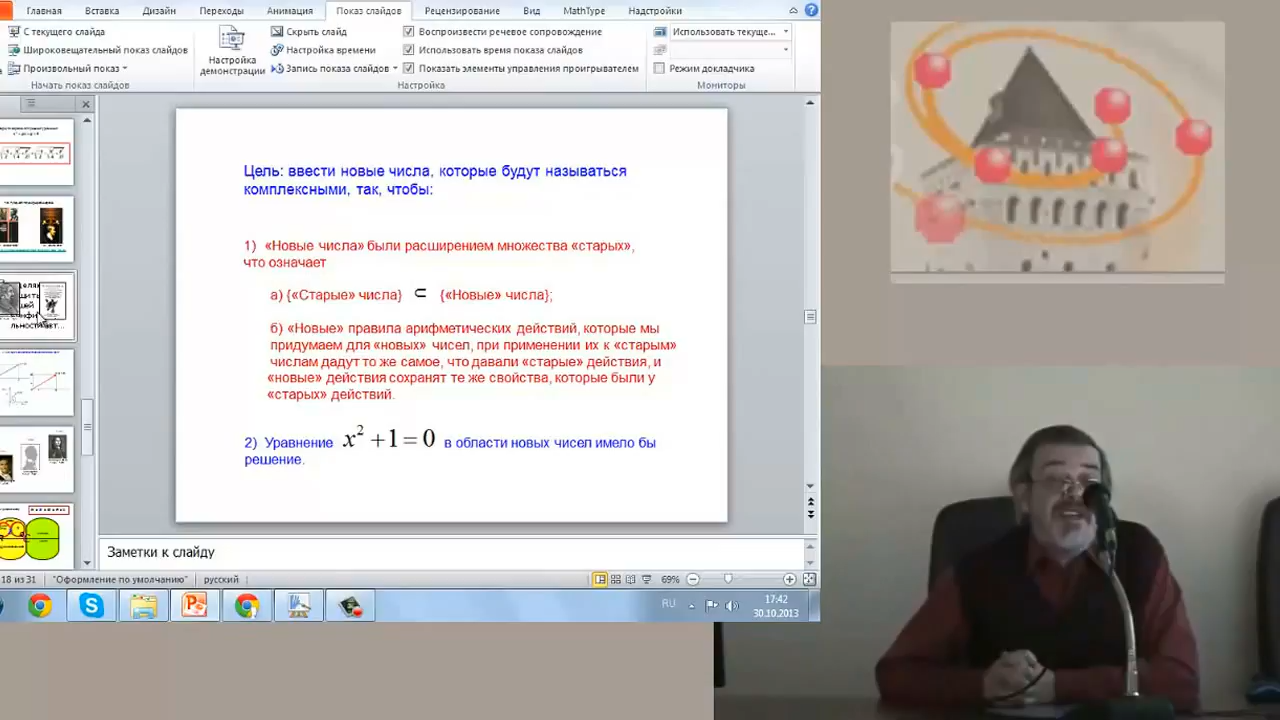 Главная Вставка Дизайн Переходы Анимация Показ слайдов Рецензирование Вид MathType Надстройки
С текущего слайда
Широковещательный показ слайдов
Произвольный показ
Начать показ слайдов
Настройка
демонстрации
Скрыть слайд
Настройка времени
Запись показа слайдов
Воспроизвести речевое сопровождение
Использовать время показа слайдов
Показать элементы управления проигрывателем
Настройка
Использовать текуще...
Режим докладчика
Мониторы
Цель: ввести новые числа, которые будут называться
комплексными, так, чтобы:
1) «Новые числа» были расширением множества «старых»,
что означает
а) {«Старые» числа} ⊂ {«Новые» числа};
б) «Новые» правила арифметических действий, которые мы
придумаем для «новых» чисел, при применении их к «старым»
числам дадут то же самое, что давали «старые» действия, и
«новые» действия сохранят те же свойства, которые были у
«старых» действий.
2) Уравнение x² + 1 = 0 в области новых чисел имело бы
решение.
Заметки к слайду
18 из 31 "Оформление по умолчанию" русский 69%
RU 17:42
30.10.2013